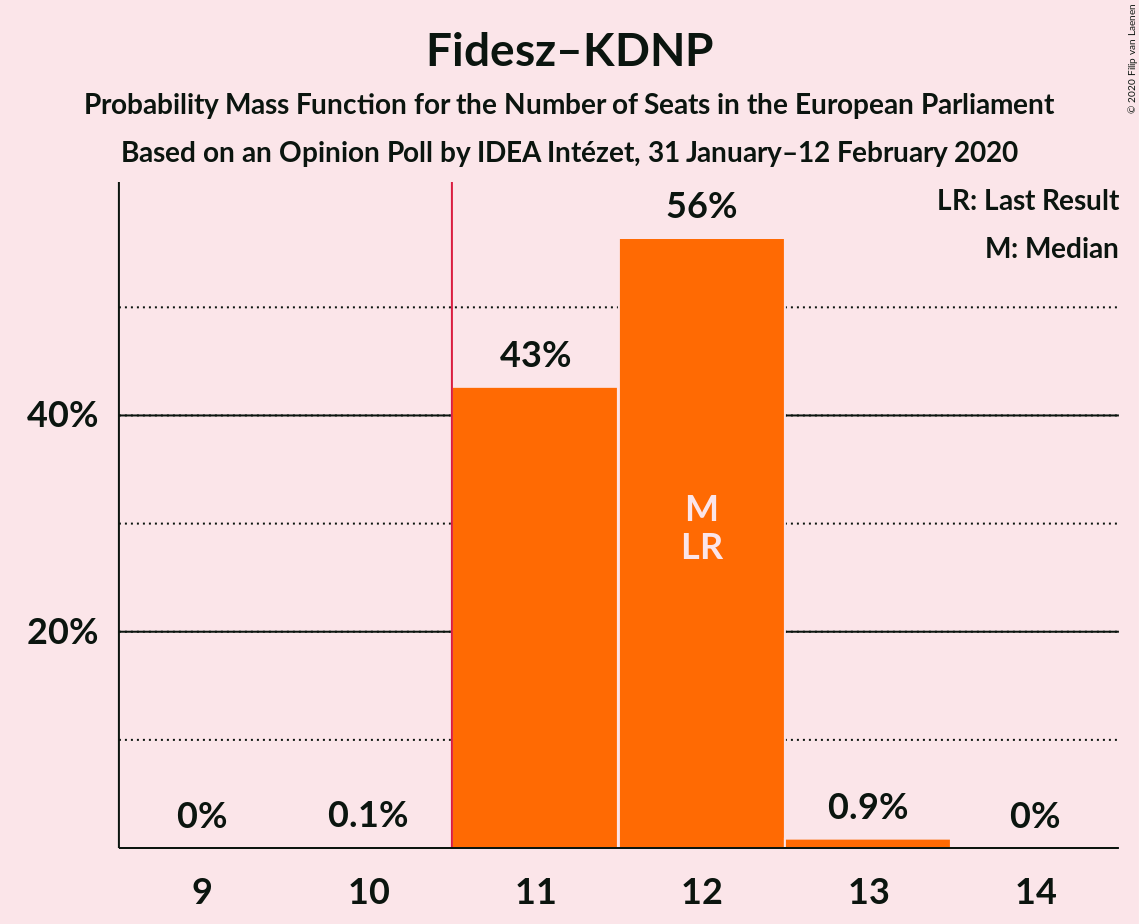 Fidesz–KDNP
Probability Mass Function for the Number of Seats in the European Parliament
Based on an Opinion Poll by IDEA Intézet, 31 January–12 February 2020
© 2020 Filip van Laenen
LR: Last Result
M: Median
56%
43%
40%
M
LR
20%
0%
0.1%
0.9%
0%
9
10
11
12
13
14